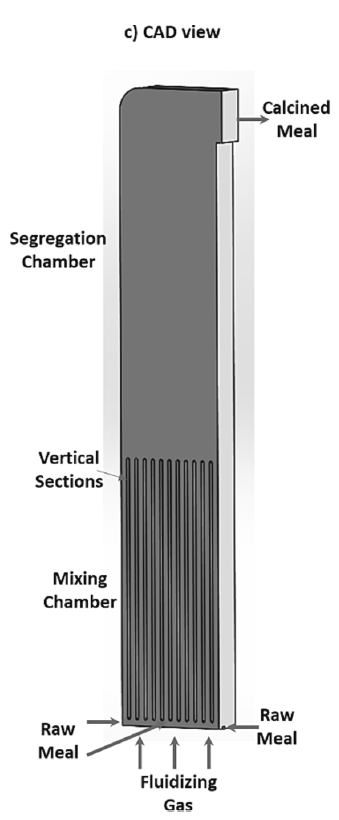 c) CAD view
Calcined
Meal
Segregation
Chamber
Vertical
Sections
Mixing
Chamber
Raw
Meal
Raw
Meal
Fluidizing
Gas